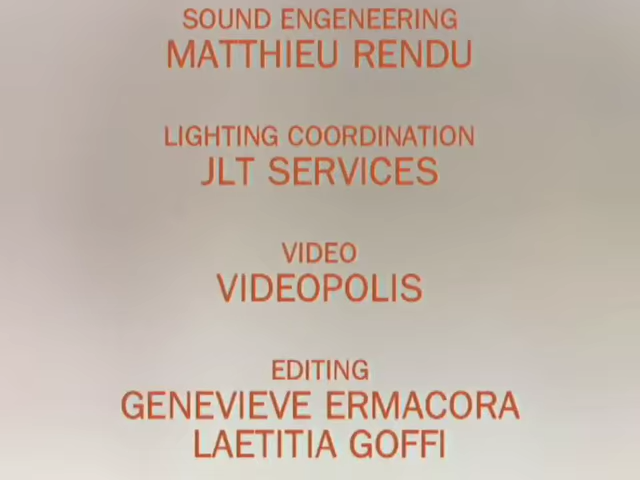 SOUND ENGENEERING
MATTHIEU RENDU
LIGHTING COORDINATION
JLT SERVICES
VIDEO
VIDEOPOLIS
EDITING
GENEVIEVE ERMACORA
LAETITIA GOFFI